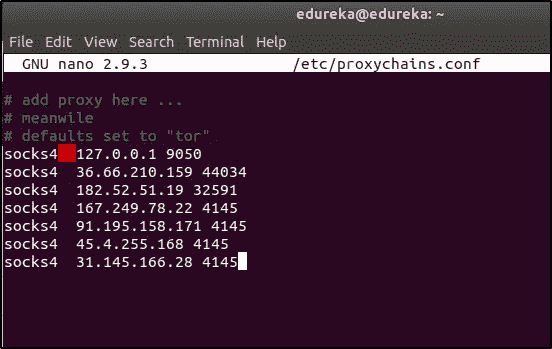 edureka@edureka: ~
File Edit View Search Terminal Help
GNU nano 2.9.3 /etc/proxychains.conf
# add proxy here ...
# meanwile
# defaults set to "tor"
socks4 127.0.0.1 9050
socks4 36.66.210.159 44034
socks4 182.52.51.19 32591
socks4 167.249.78.22 4145
socks4 91.195.158.171 4145
socks4 45.4.255.168 4145
socks4 31.145.166.28 4145